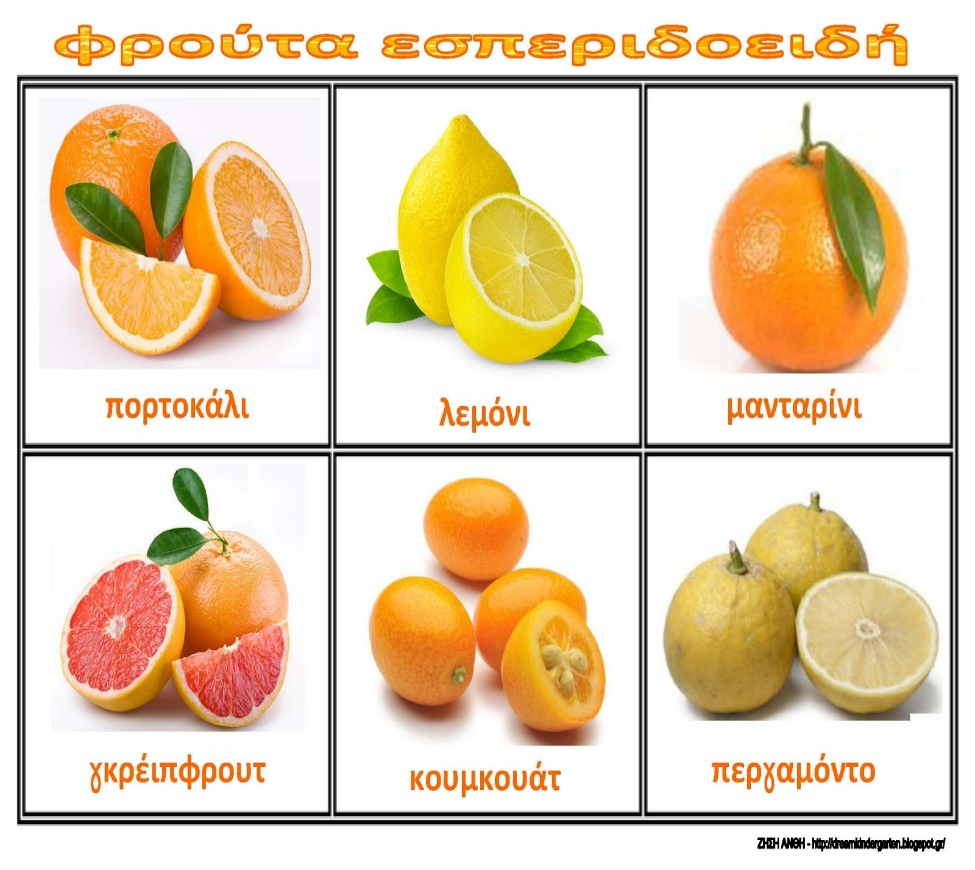 φρούτα εσπεριδοειδή
πορτοκάλι
λεμόνι
μανταρίνι
γκρέιπφρουτ
κουμκουάτ
περγαμόντο
ΖΗΣΗ ΑΝΘΗ - http://dreamkindergarten.blogspot.gr/